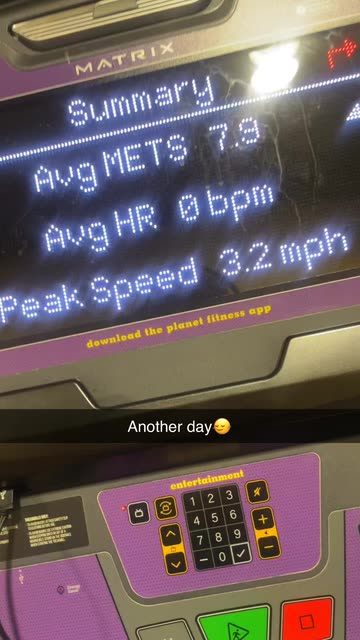 MATRIX
Summary
Avg METS 7.9
Avg HR 0 bpm
Peak Speed 3.2 mph
download the planet fitness app
Another day😴
entertainment
1 2 3
4 5 6
7 8 9
0